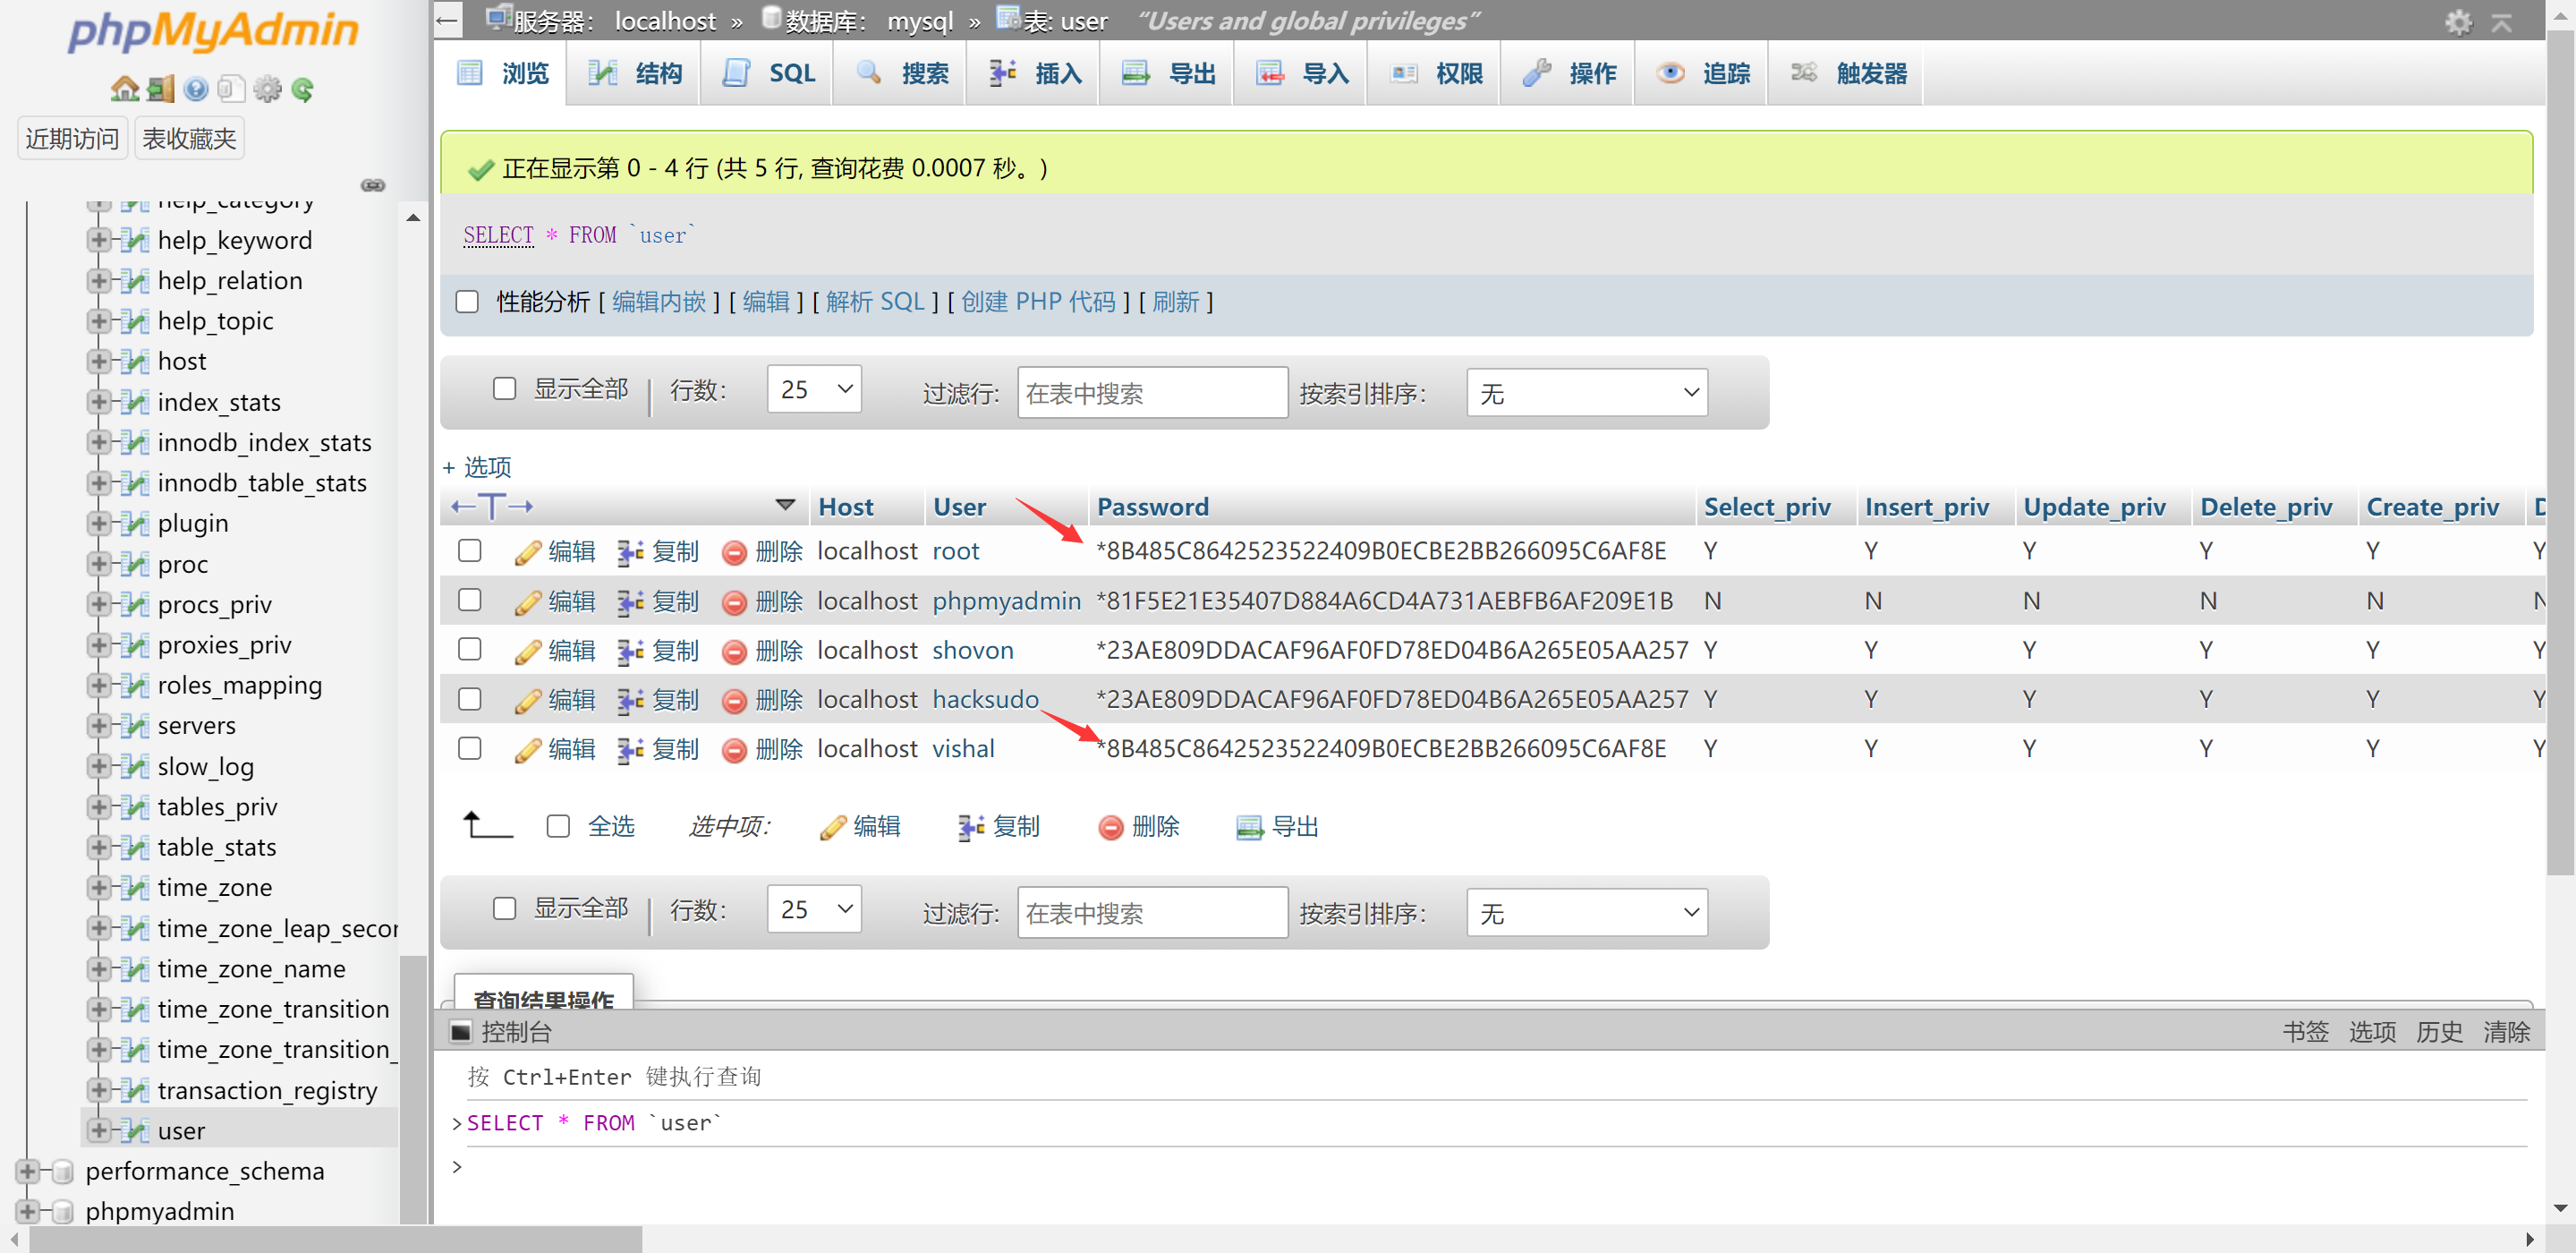 phpMyAdmin
近期访问 表收藏夹
help_category
help_keyword
help_relation
help_topic
host
index_stats
innodb_index_stats
innodb_table_stats
plugin
proc
procs_priv
proxies_priv
roles_mapping
servers
slow_log
tables_priv
table_stats
time_zone
time_zone_leap_secon
time_zone_name
time_zone_transition
time_zone_transition_
transaction_registry
user
performance_schema
phpmyadmin
服务器: localhost » 数据库: mysql » 表: user “Users and global privileges”
浏览 结构 SQL 搜索 插入 导出 导入 权限 操作 追踪 触发器
正在显示第 0 - 4 行 (共 5 行, 查询花费 0.0007 秒。)
SELECT * FROM `user`
性能分析 [ 编辑内嵌 ] [ 编辑 ] [ 解析 SQL ] [ 创建 PHP 代码 ] [ 刷新 ]
显示全部 | 行数: 25 过滤行: 在表中搜索 按索引排序: 无
+ 选项
←T→ Host User Password Select_priv Insert_priv Update_priv Delete_priv Create_priv D
编辑 复制 删除 localhost root *8B485C8642523522409B0ECBE2BB266095C6AF8E Y Y Y Y Y Y
编辑 复制 删除 localhost phpmyadmin *81F5E21E35407D884A6CD4A731AEBFB6AF209E1B N N N N N N
编辑 复制 删除 localhost shovon *23AE809DDACAF96AF0FD78ED04B6A265E05AA257 Y Y Y Y Y Y
编辑 复制 删除 localhost hacksudo *23AE809DDACAF96AF0FD78ED04B6A265E05AA257 Y Y Y Y Y Y
编辑 复制 删除 localhost vishal *8B485C8642523522409B0ECBE2BB266095C6AF8E Y Y Y Y Y Y
全选 选中项: 编辑 复制 删除 导出
显示全部 | 行数: 25 过滤行: 在表中搜索 按索引排序: 无
查询结果操作
控制台 书签 选项 历史 清除
按 Ctrl+Enter 键执行查询
>SELECT * FROM `user`
>